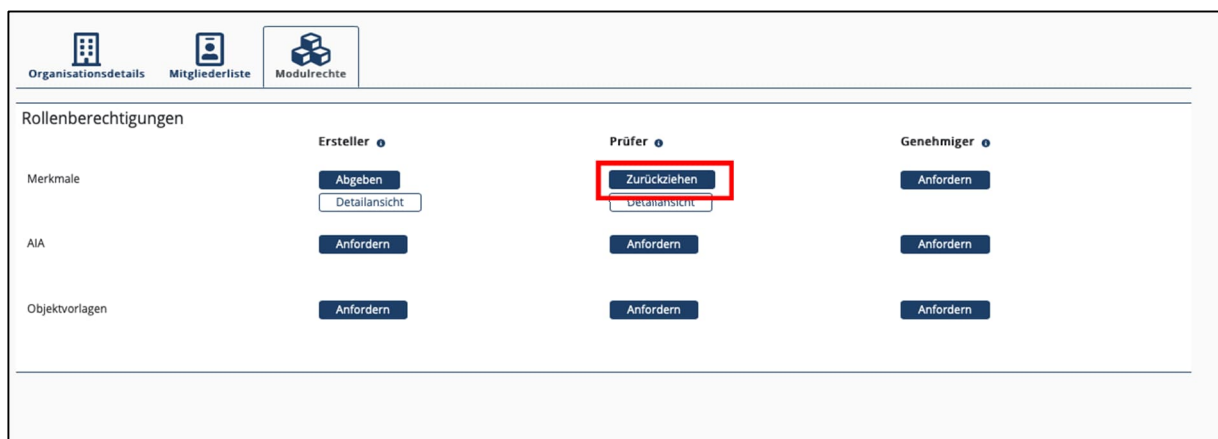 Organisationsdetails Mitgliederliste Modulrechte
Rollenberechtigungen
Ersteller Prüfer Genehmiger
Merkmale Abgeben Zurückziehen Anfordern
Detailansicht Detailansicht
AIA Anfordern Anfordern Anfordern
Objektvorlagen Anfordern Anfordern Anfordern